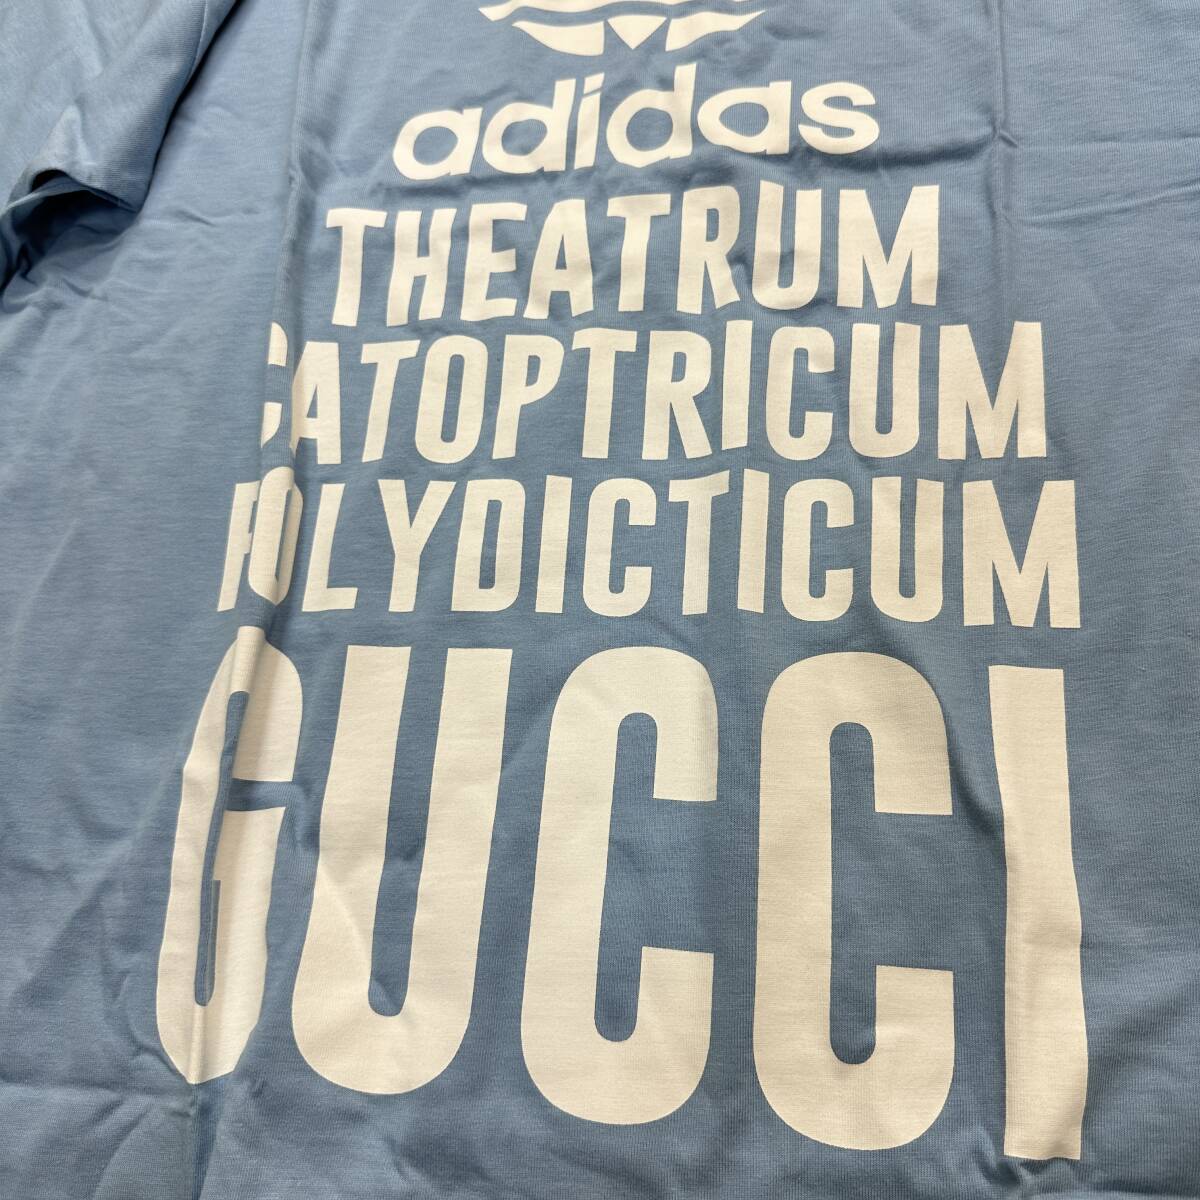 adidas
THEATRUM
CATOPTRICUM
POLYDICTICUM
GUCCI